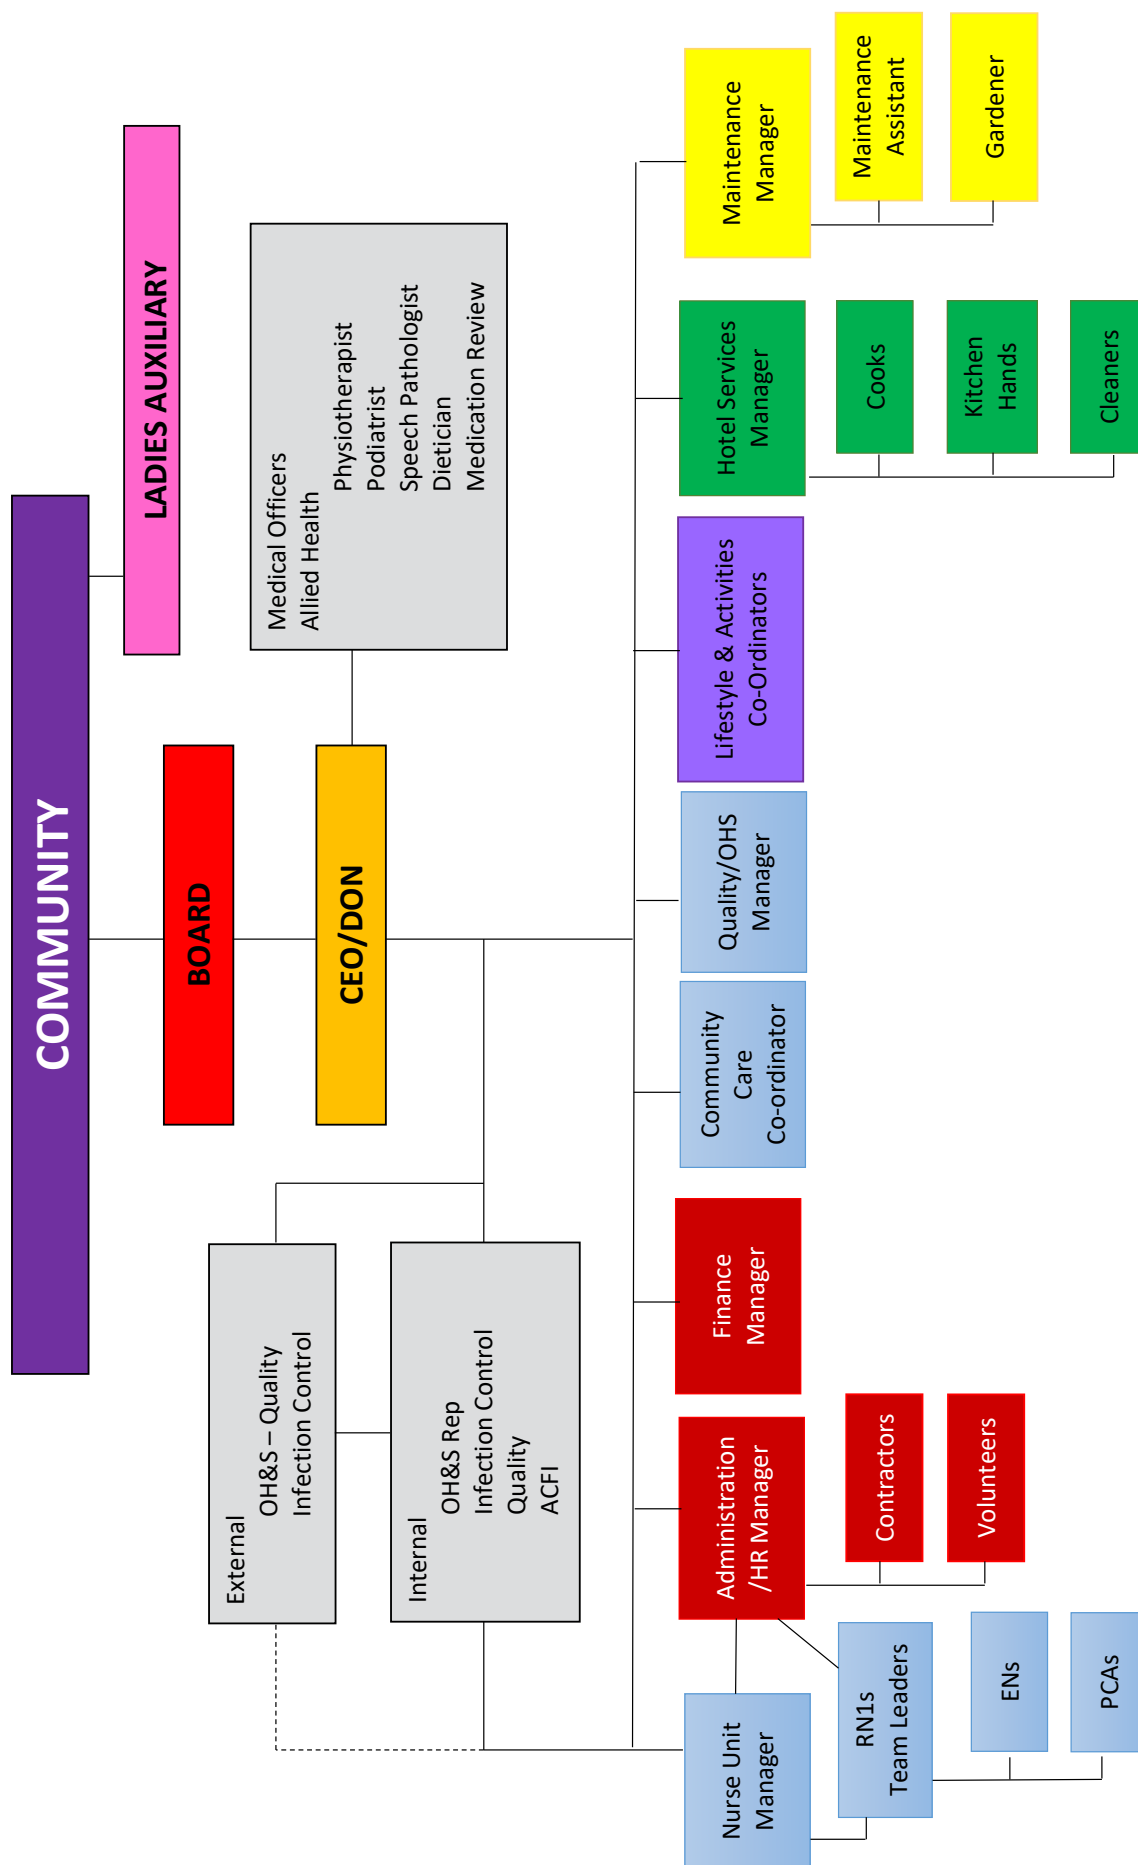 COMMUNITY
LADIES AUXILIARY
BOARD
CEO/DON
External
OH&S – Quality
Infection Control
Internal
OH&S Rep
Infection Control
Quality
ACFI
Medical Officers
Allied Health
Physiotherapist
Podiatrist
Speech Pathologist
Dietician
Medication Review
Nurse Unit
Manager
Administration
/HR Manager
Finance
Manager
Community
Care
Co-ordinator
Quality/OHS
Manager
Lifestyle & Activities
Co-Ordinators
Hotel Services
Manager
Maintenance
Manager
RN1s
Team Leaders
ENs
PCAs
Contractors
Volunteers
Cooks
Kitchen
Hands
Cleaners
Maintenance
Assistant
Gardener